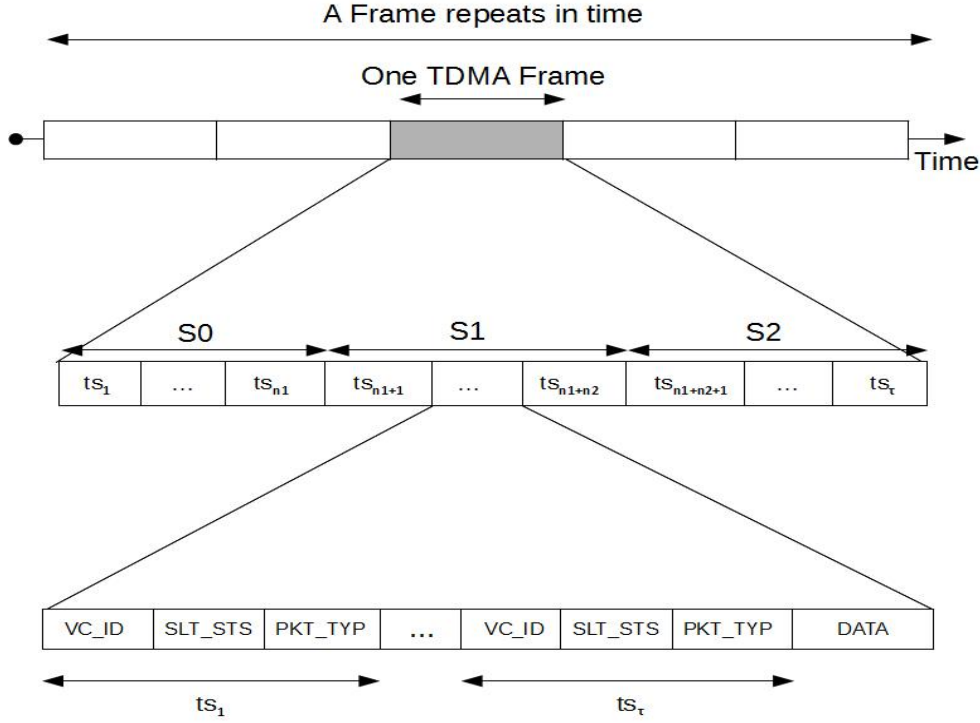 A Frame repeats in time
One TDMA Frame
Time
S0 S1 S2
ts1 ... tsn1 tsn1+1 ... tsn1+n2 tsn1+n2+1 ... tsτ
VC_ID SLT_STS PKT_TYP ... VC_ID SLT_STS PKT_TYP DATA
ts1 tsτ